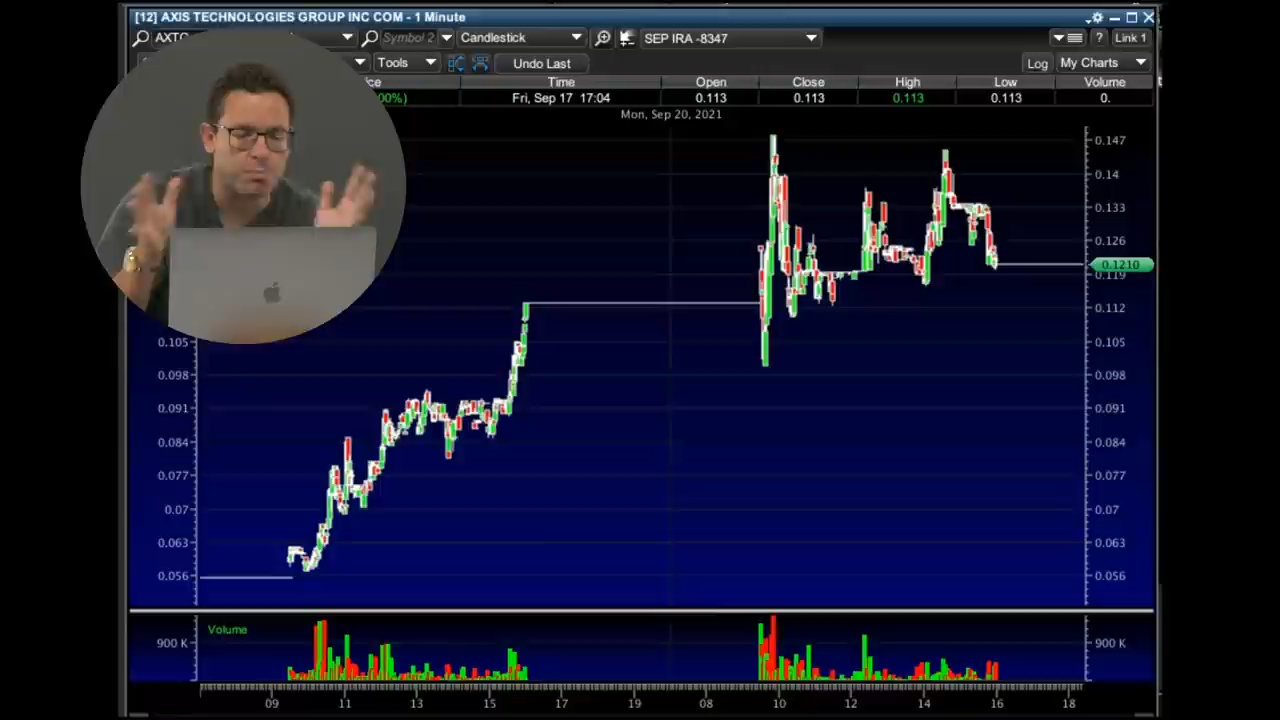 [12] AXIS TECHNOLOGIES GROUP INC COM - 1 Minute
AXTC Symbol 2 Candlestick SEP IRA -8347 ? Link 1
Tools Undo Last Log My Charts
Time Open Close High Low Volume
00%) Fri, Sep 17 17:04 0.113 0.113 0.113 0.113 0.
Mon, Sep 20, 2021
0.147
0.14
0.133
0.126
0.1210
0.119
0.112
0.105 0.105
0.098 0.098
0.091 0.091
0.084 0.084
0.077 0.077
0.07 0.07
0.063 0.063
0.056 0.056
Volume
900 K 900 K
09 11 13 15 17 19 08 10 12 14 16 18